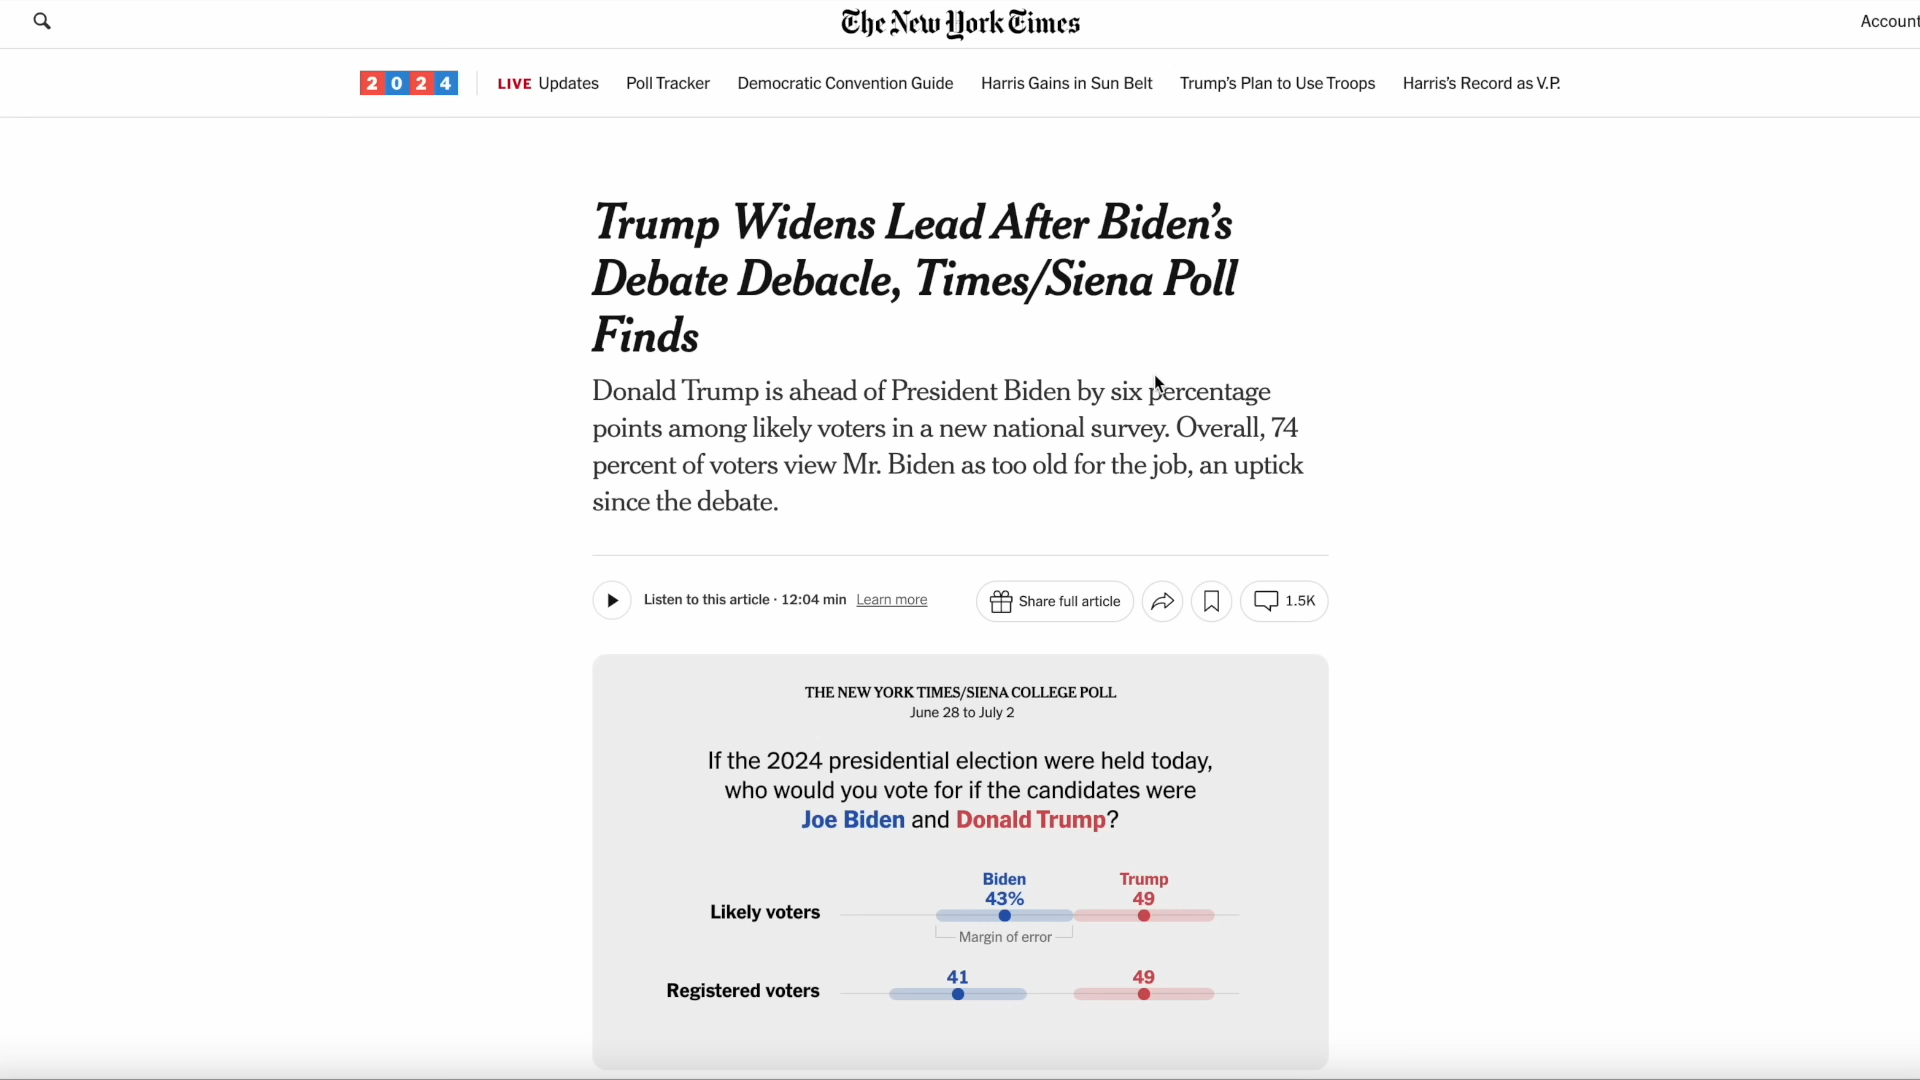 The New York Times
Account
2024
LIVE Updates
Poll Tracker
Democratic Convention Guide
Harris Gains in Sun Belt
Trump’s Plan to Use Troops
Harris’s Record as V.P.
Trump Widens Lead After Biden’s
Debate Debacle, Times/Siena Poll
Finds
Donald Trump is ahead of President Biden by six percentage
points among likely voters in a new national survey. Overall, 74
percent of voters view Mr. Biden as too old for the job, an uptick
since the debate.
Listen to this article · 12:04 min Learn more
Share full article
1.5K
THE NEW YORK TIMES/SIENA COLLEGE POLL
June 28 to July 2
If the 2024 presidential election were held today,
who would you vote for if the candidates were
Joe Biden and Donald Trump?
Biden
Trump
43%
49
Likely voters
Margin of error
41
49
Registered voters